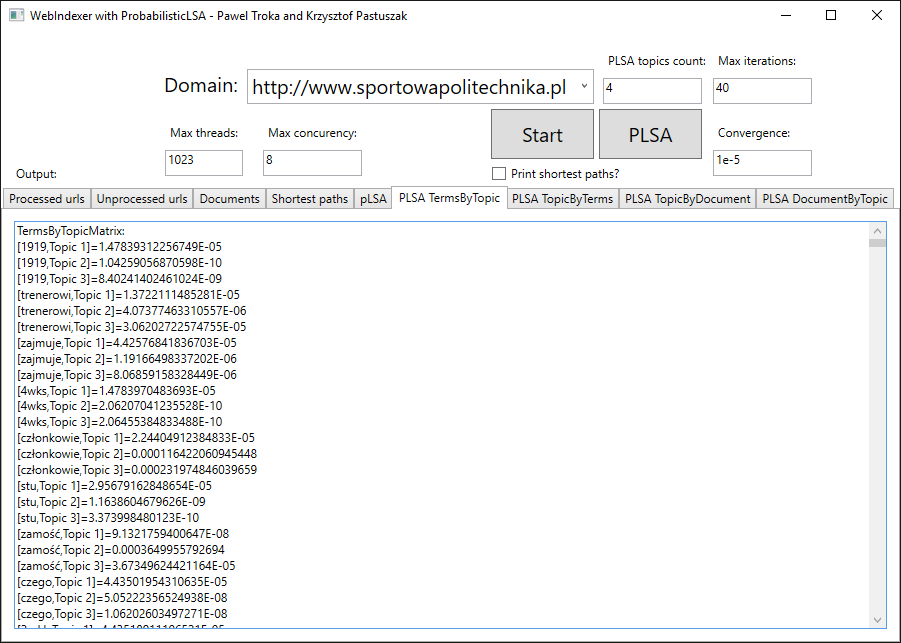 WebIndexer with ProbabilisticLSA - Pawel Troka and Krzysztof Pastuszak
PLSA topics count: Max iterations:
Domain: http://www.sportowapolitechnika.pl 4 40
Max threads: Max concurency: Start PLSA Convergence:
1023 8 1e-5
Output: Print shortest paths?
Processed urls Unprocessed urls Documents Shortest paths pLSA PLSA TermsByTopic PLSA TopicByTerms PLSA TopicByDocument PLSA DocumentByTopic
TermsByTopicMatrix:
[1919,Topic 1]=1.47839312256749E-05
[1919,Topic 2]=1.04259056870598E-10
[1919,Topic 3]=8.40241402461024E-09
[trenerowi,Topic 1]=1.3722111485281E-05
[trenerowi,Topic 2]=4.07377463310557E-06
[trenerowi,Topic 3]=3.06202722574755E-05
[zajmuje,Topic 1]=4.42576841836703E-05
[zajmuje,Topic 2]=1.19166498337202E-06
[zajmuje,Topic 3]=8.06859158328449E-06
[4wks,Topic 1]=1.4783970483693E-05
[4wks,Topic 2]=2.06207041235528E-10
[4wks,Topic 3]=2.06455384833488E-10
[członkowie,Topic 1]=2.24404912384833E-05
[członkowie,Topic 2]=0.000116422060945448
[członkowie,Topic 3]=0.000231974846039659
[stu,Topic 1]=2.95679162848654E-05
[stu,Topic 2]=1.1638604679626E-09
[stu,Topic 3]=3.373998480123E-10
[zamość,Topic 1]=9.1321759400647E-08
[zamość,Topic 2]=0.0003649955792694
[zamość,Topic 3]=3.67349624421164E-05
[czego,Topic 1]=4.43501954310635E-05
[czego,Topic 2]=5.05222356524938E-08
[czego,Topic 3]=1.06202603497271E-08